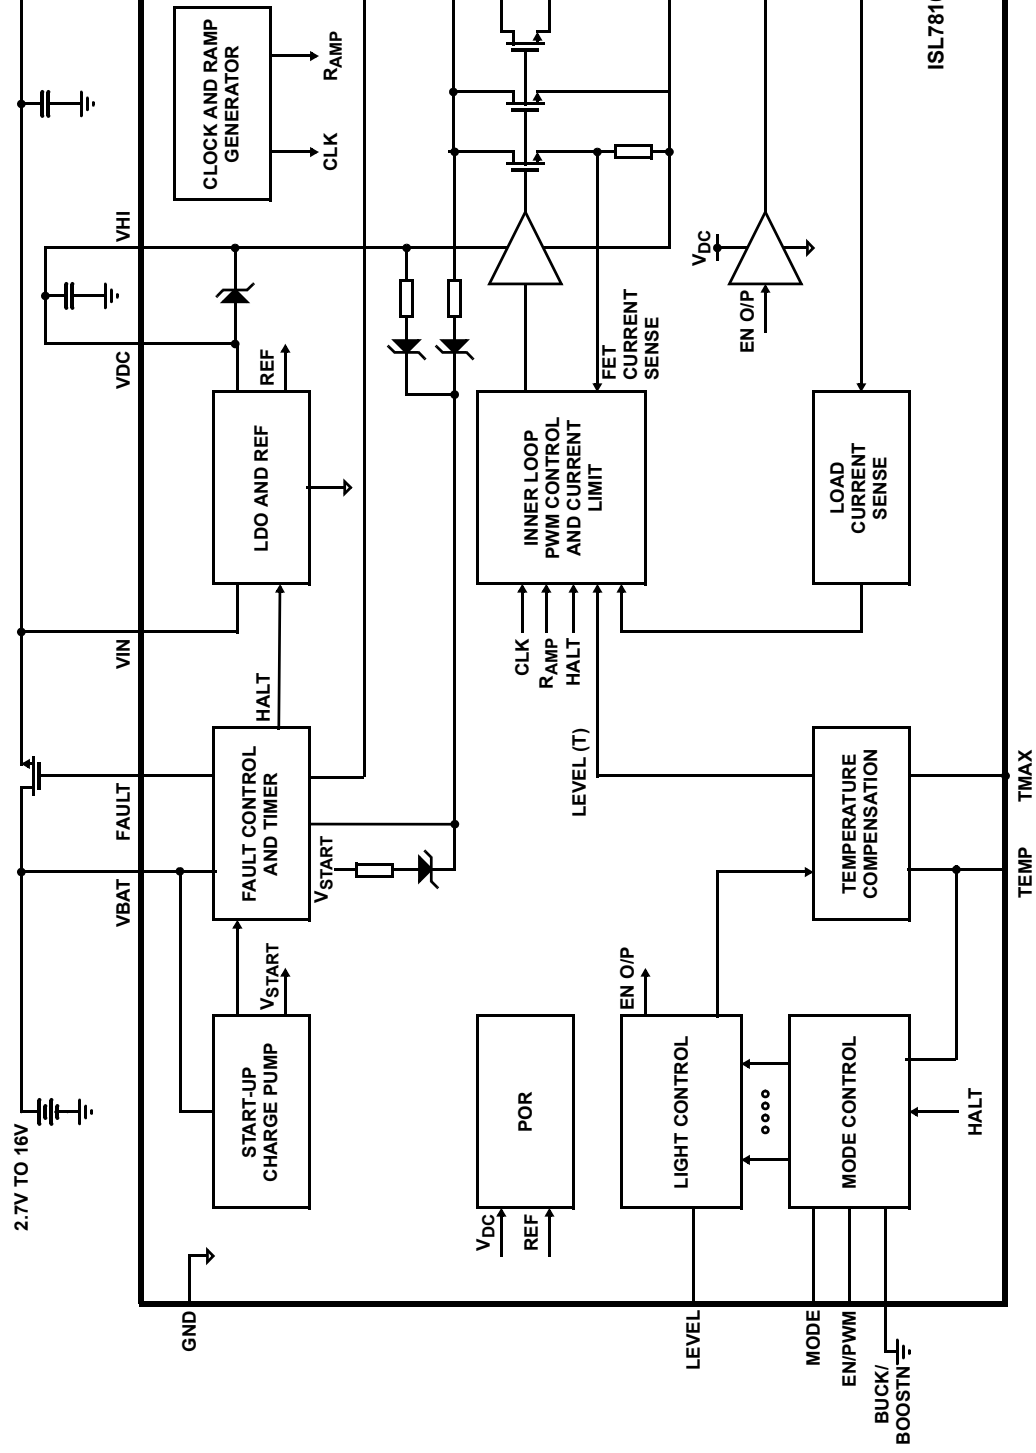 2.7V TO 16V
VBAT
FAULT
VIN
VDC
VHI
GND
START-UP
CHARGE PUMP
VSTART
FAULT CONTROL
AND TIMER
HALT
LDO AND REF
REF
CLOCK AND RAMP
GENERATOR
CLK
RAMP
VSTART
POR
VDC
REF
CLK
RAMP
HALT
LEVEL (T)
INNER LOOP
PWM CONTROL
AND CURRENT
LIMIT
FET
CURRENT
SENSE
LIGHT CONTROL
EN O/P
LEVEL
VDC
EN O/P
MODE CONTROL
HALT
TEMPERATURE
COMPENSATION
LOAD
CURRENT
SENSE
MODE
EN/PWM
BUCK/
BOOSTN
TEMP
TMAX